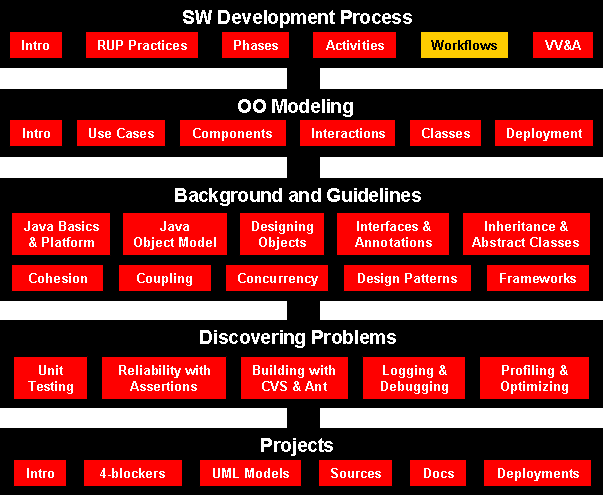 SW Development Process
Intro RUP Practices Phases Activities Workflows VV&A
OO Modeling
Intro Use Cases Components Interactions Classes Deployment
Background and Guidelines
Java Basics Java Designing Interfaces & Inheritance &
& Platform Object Model Objects Annotations Abstract Classes
Cohesion Coupling Concurrency Design Patterns Frameworks
Discovering Problems
Unit Reliability with Building with Logging & Profiling &
Testing Assertions CVS & Ant Debugging Optimizing
Projects
Intro 4-blockers UML Models Sources Docs Deployments